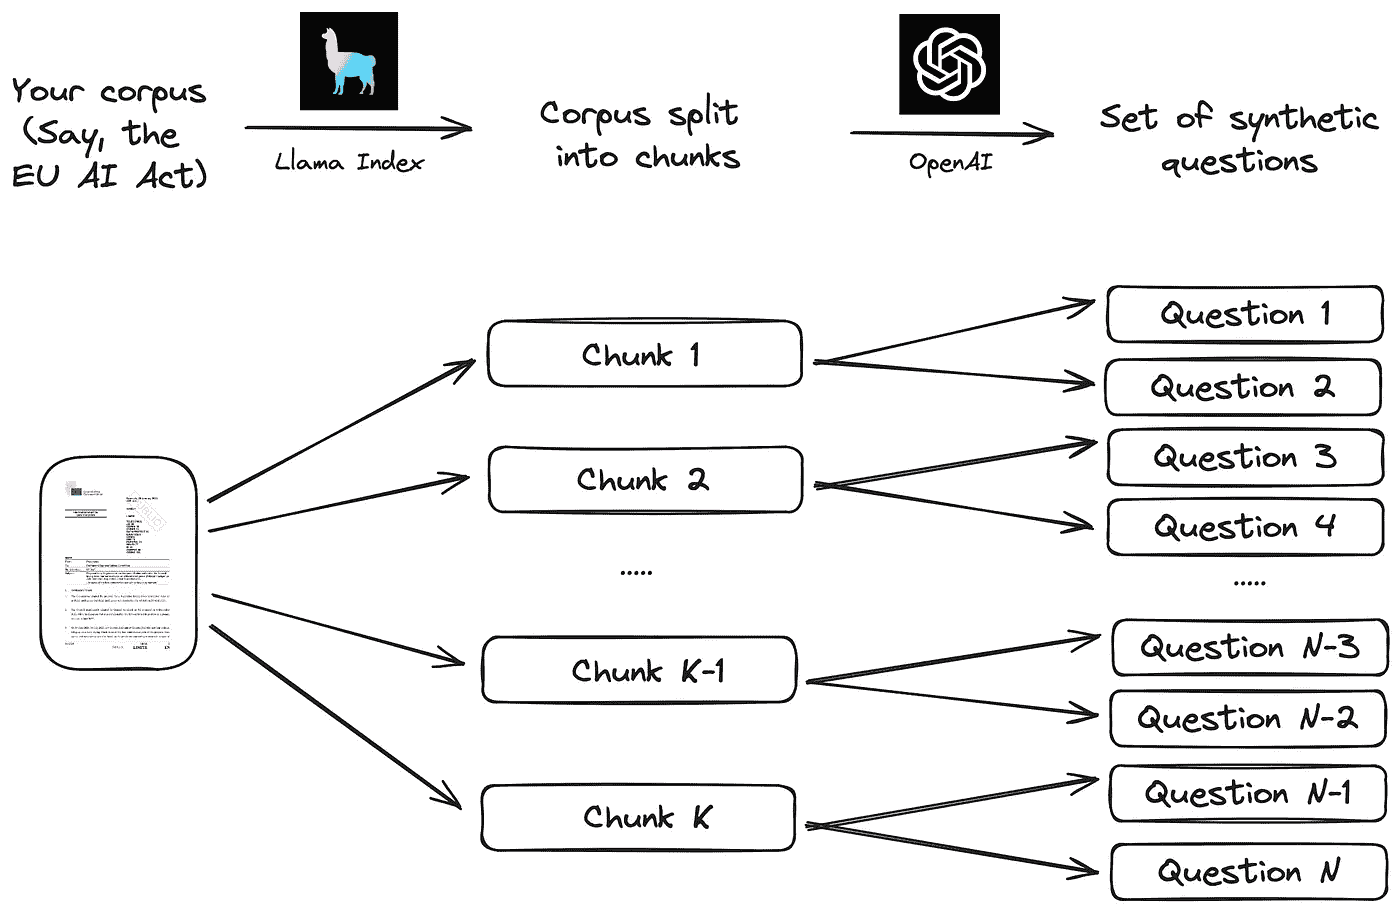 Your corpus
(Say, the
EU AI Act)
Llama Index
Corpus split
into chunks
OpenAI
Set of synthetic
questions
Chunk 1
Chunk 2
.....
Chunk K-1
Chunk K
Question 1
Question 2
Question 3
Question 4
.....
Question N-3
Question N-2
Question N-1
Question N